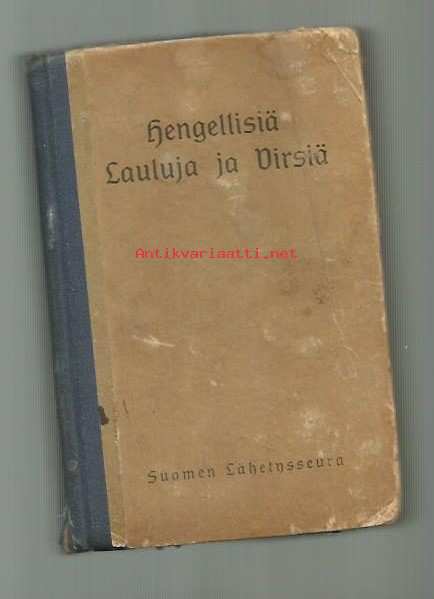 Hengellisiä
Lauluja ja Virsiä
Antikvariaatti.net
Suomen Lähetysseura